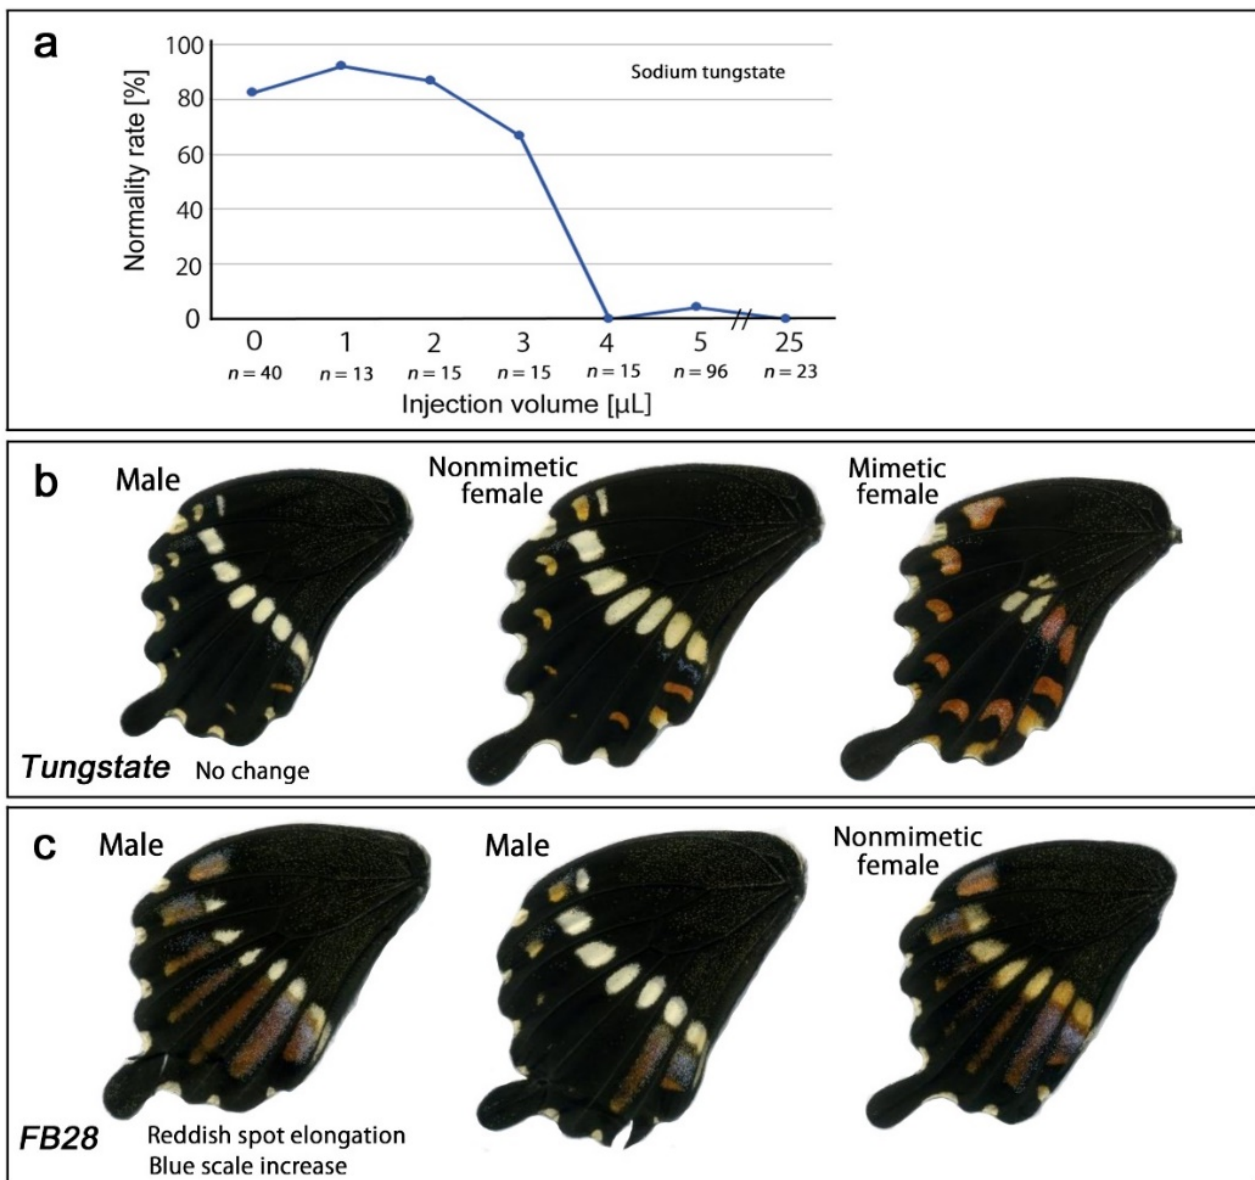 a
100
80
60
40
20
0
Normality rate [%]
Sodium tungstate
0 1 2 3 4 5 25
n = 40 n = 13 n = 15 n = 15 n = 15 n = 96 n = 23
Injection volume [µL]
b
Male
Nonmimetic
female
Mimetic
female
Tungstate No change
c
Male
Male
Nonmimetic
female
FB28
Reddish spot elongation
Blue scale increase